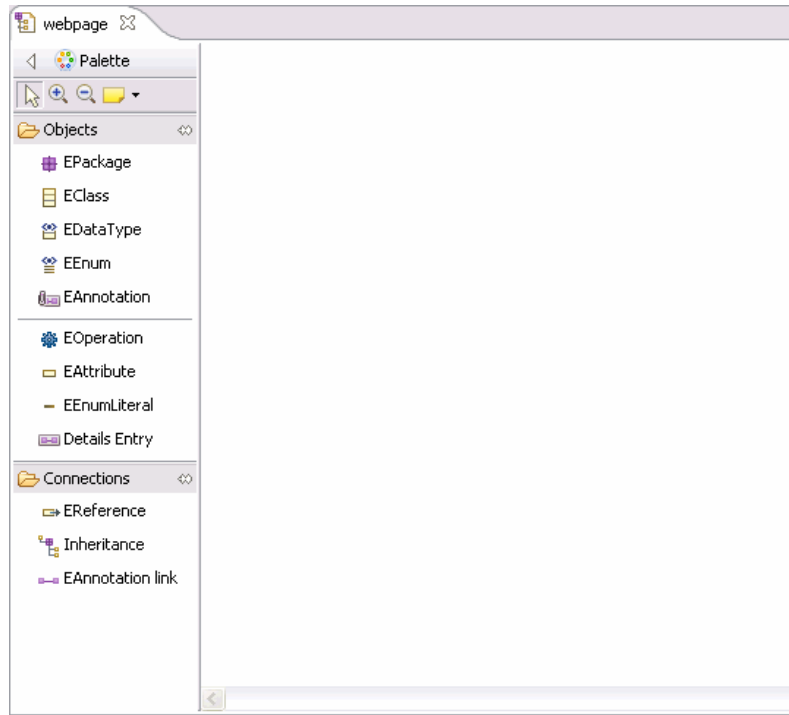 webpage
Palette
Objects
EPackage
EClass
EDataType
EEnum
EAnnotation
EOperation
EAttribute
EEnumLiteral
Details Entry
Connections
EReference
Inheritance
EAnnotation link